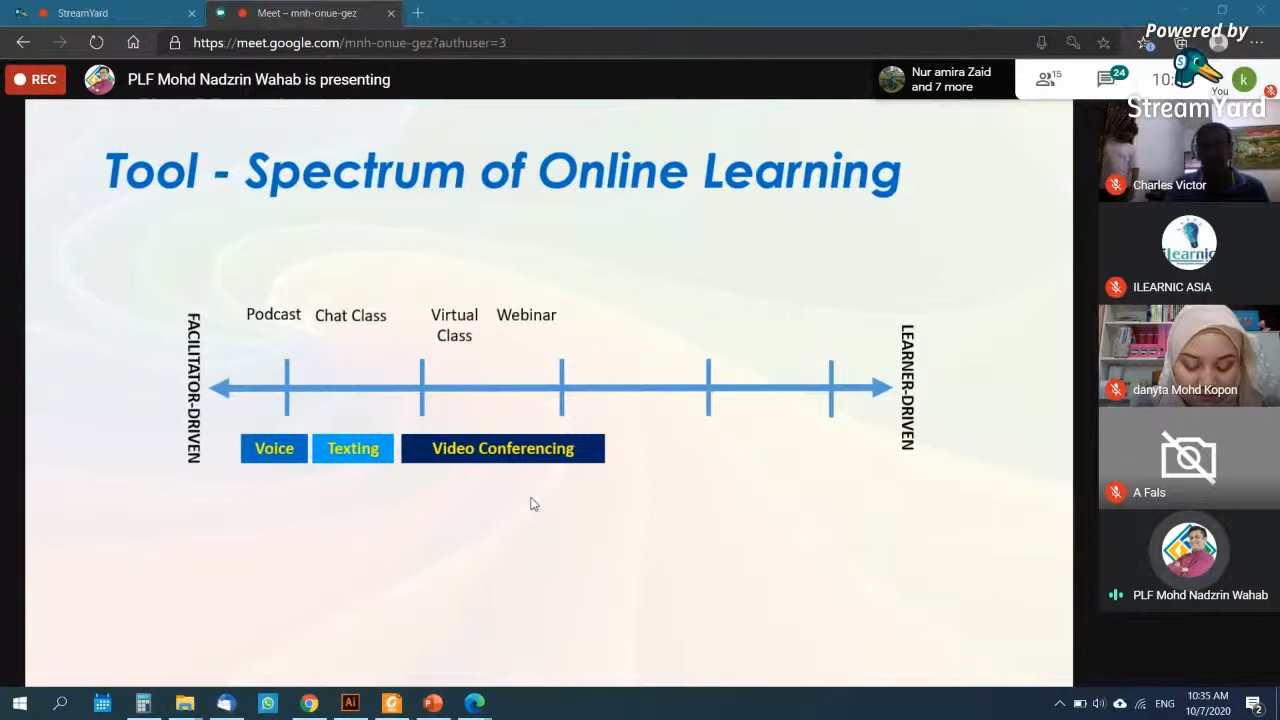 StreamYard
Meet – mnh-onue-gez
Powered by
https://meet.google.com/mnh-onue-gez?authuser=3
REC
PLF Mohd Nadzrin Wahab is presenting
Nur amira Zaid
and 7 more
15
24
10:
You
k
StreamYard
Tool - Spectrum of Online Learning
Charles Victor
ILEARNIC ASIA
danyta Mohd Kopon
A Fals
PLF Mohd Nadzrin Wahab
FACILITATOR-DRIVEN
Podcast
Chat Class
Virtual
Class
Webinar
LEARNER-DRIVEN
Voice
Texting
Video Conferencing
Ai
ENG
10:35 AM
10/7/2020
2